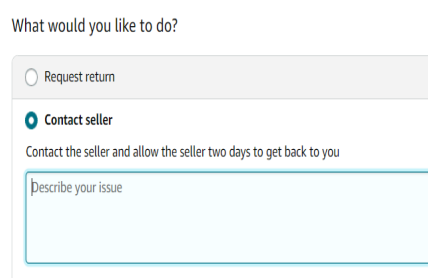 What would you like to do?
Request return
Contact seller
Contact the seller and allow the seller two days to get back to you
Describe your issue